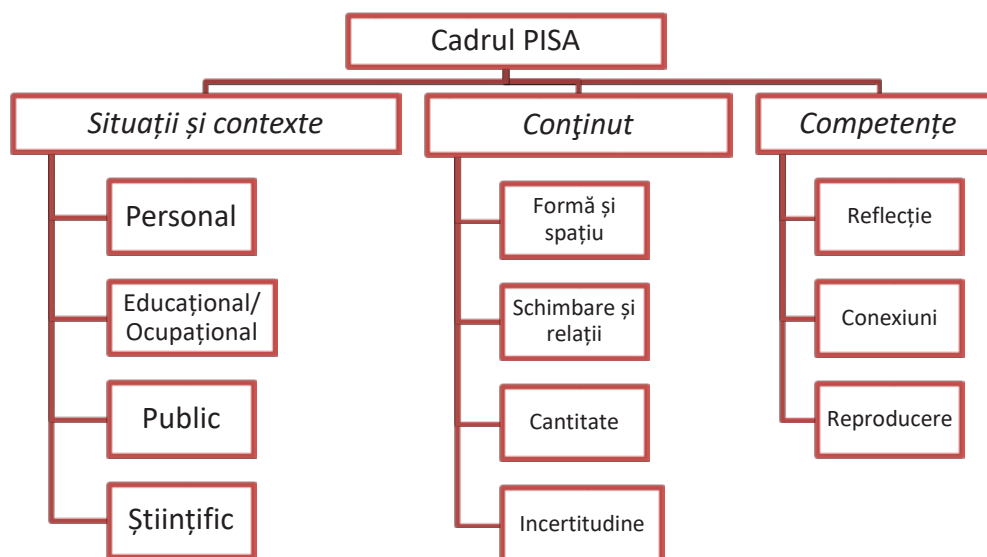 Cadrul PISA
Situații și contexte
Personal
Educațional/
Ocupațional
Public
Științific
Conţinut
Formă și
spațiu
Schimbare și
relații
Cantitate
Incertitudine
Competențe
Reflecție
Conexiuni
Reproducere